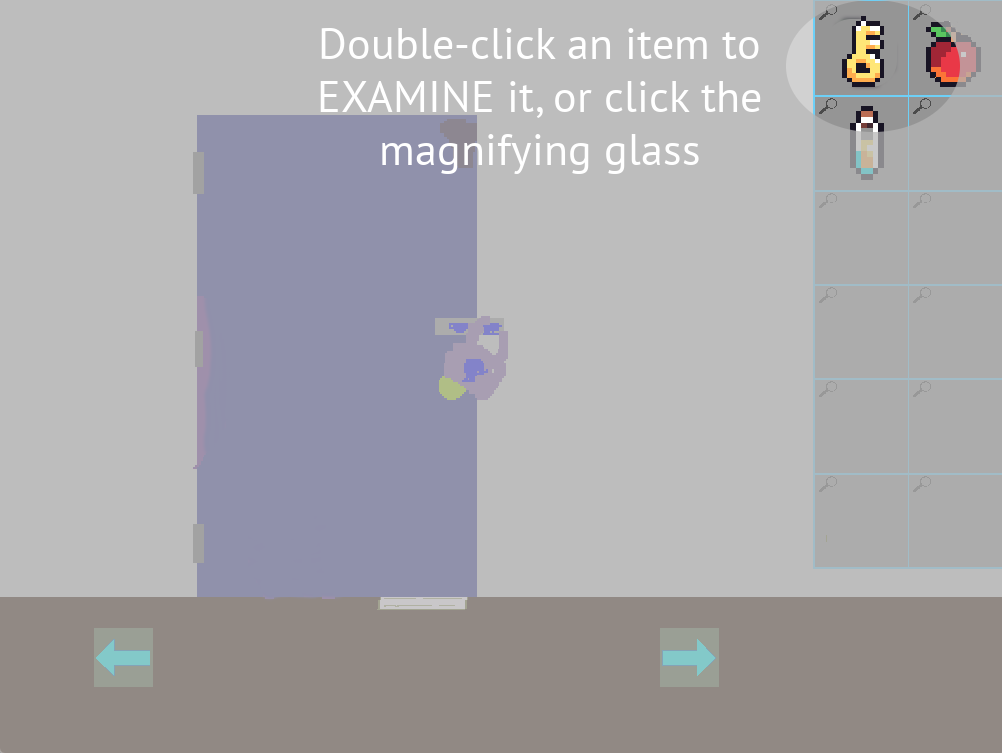 Double-click an item to
EXAMINE it, or click the
magnifying glass